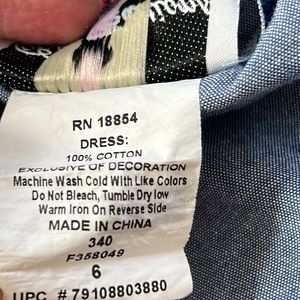 RN 18854
DRESS:
100% COTTON
EXCLUSIVE OF DECORATION
Machine Wash Cold With Like Colors
Do Not Bleach, Tumble Dry low
Warm Iron On Reverse Side
MADE IN CHINA
340
F358049
6
UPC # 79108803880